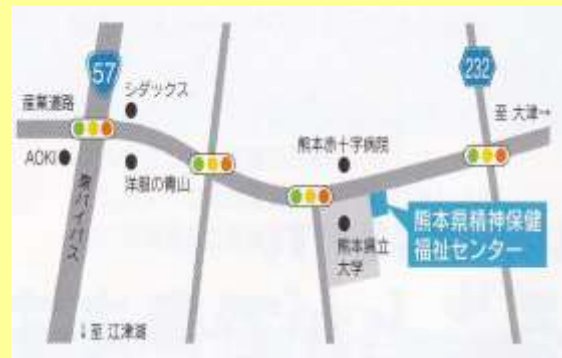 57
232
シダックス
産業道路
至 大津→
AOKI
洋服の青山
熊本赤十字病院
東バイパス
熊本県立
大学
熊本県精神保健
福祉センター
↓至 江津湖